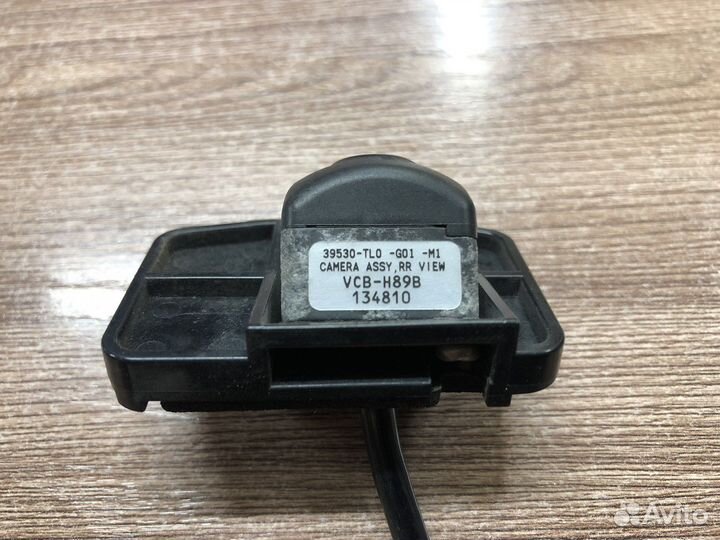 39530-TL0 -G01 -M1
CAMERA ASSY,RR VIEW
VCB-H89B
134810
Avito